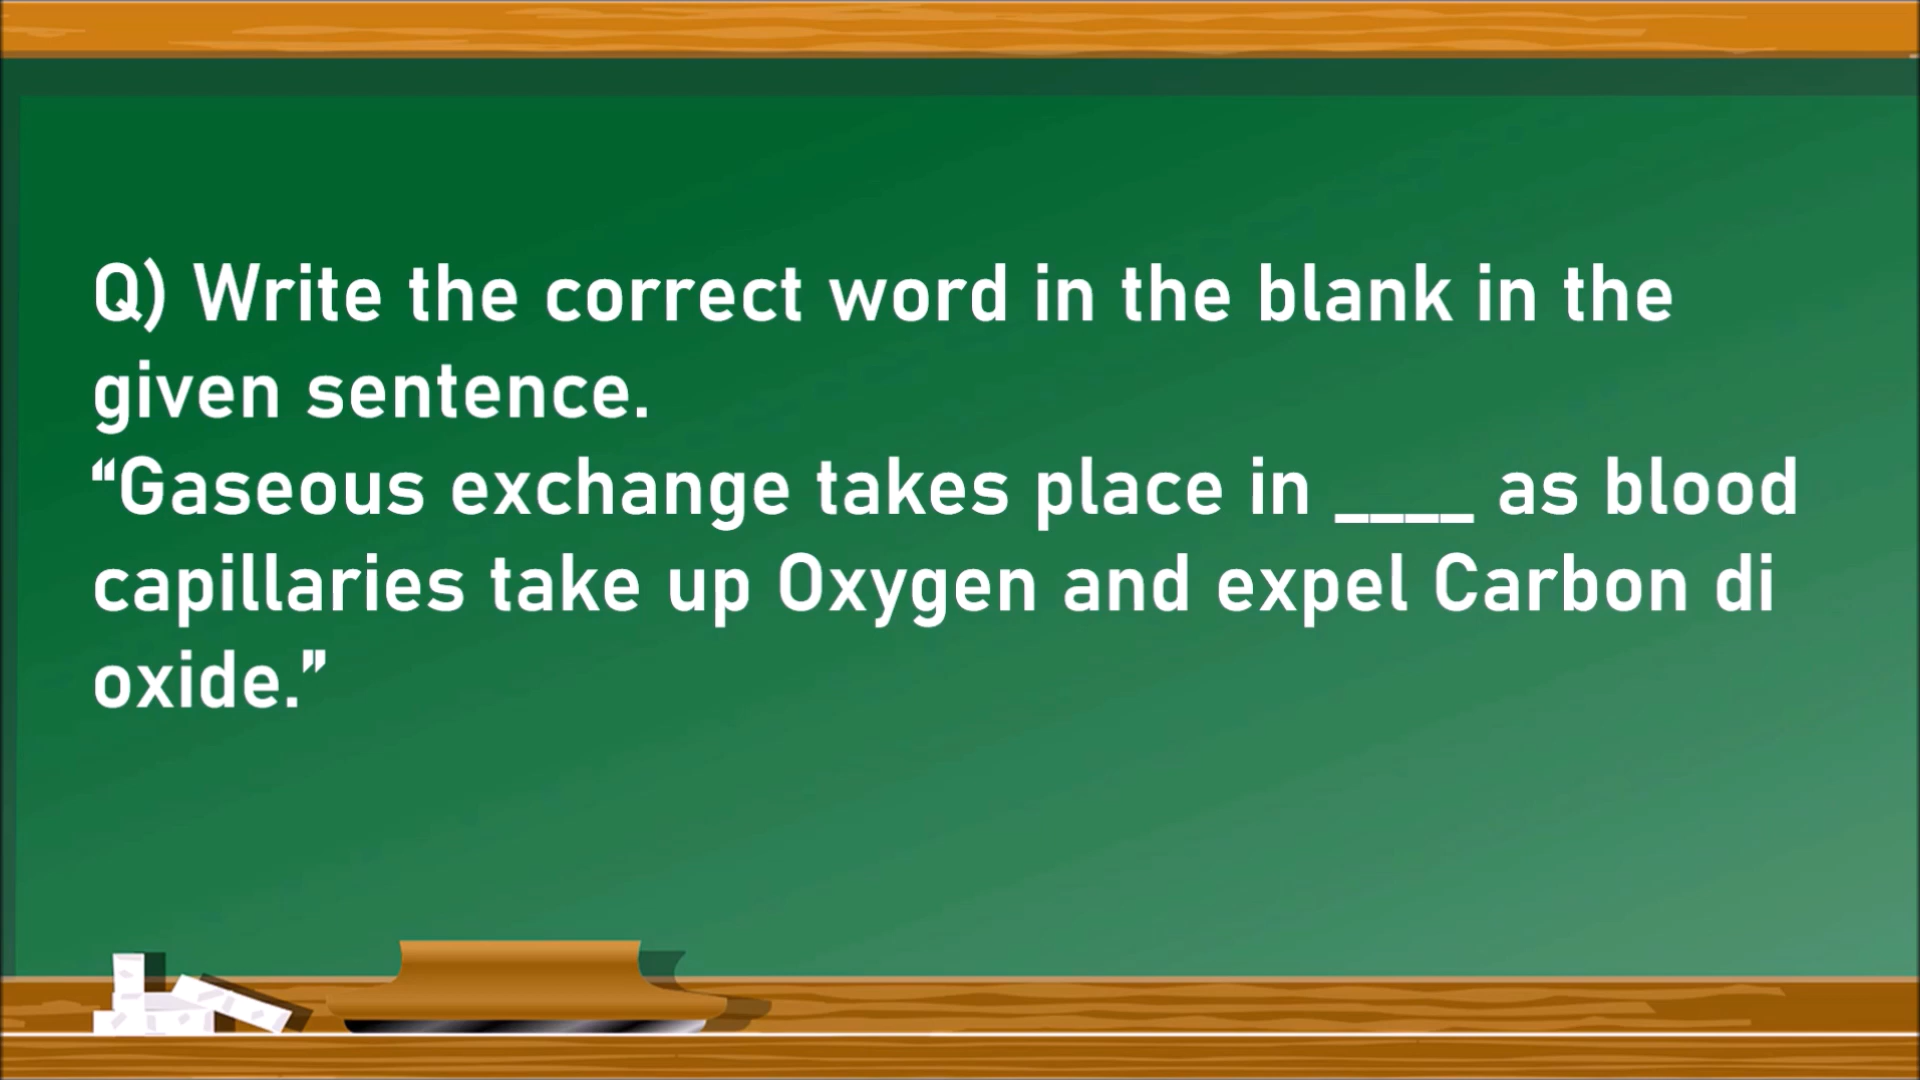 Q) Write the correct word in the blank in the
given sentence.
“Gaseous exchange takes place in ____ as blood
capillaries take up Oxygen and expel Carbon di
oxide.”